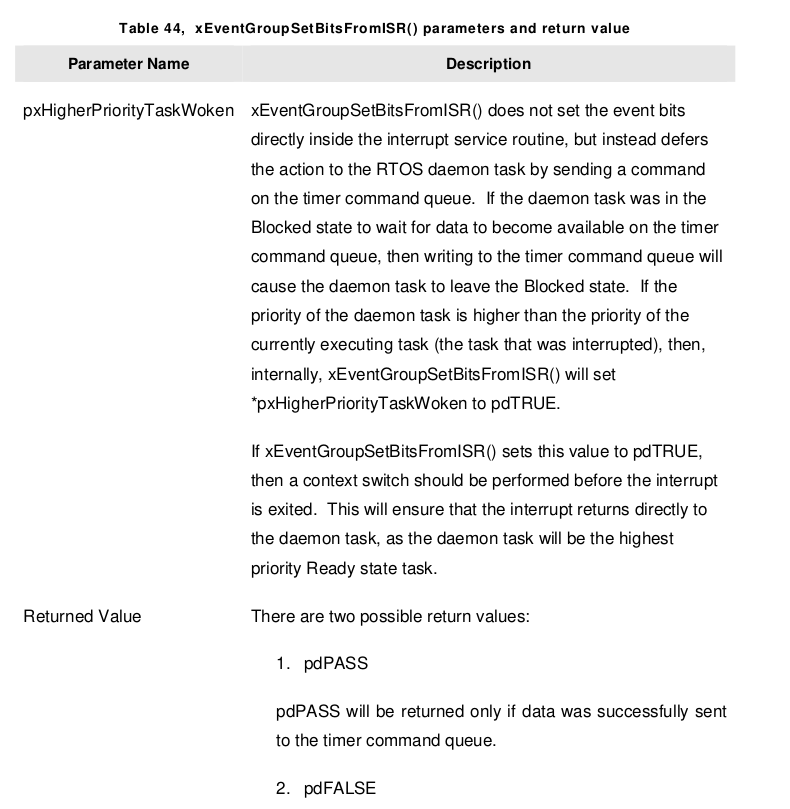 Table 44, xEventGroupSetBitsFromISR() parameters and return value
Parameter Name Description
pxHigherPriorityTaskWoken xEventGroupSetBitsFromISR() does not set the event bits
directly inside the interrupt service routine, but instead defers
the action to the RTOS daemon task by sending a command
on the timer command queue. If the daemon task was in the
Blocked state to wait for data to become available on the timer
command queue, then writing to the timer command queue will
cause the daemon task to leave the Blocked state. If the
priority of the daemon task is higher than the priority of the
currently executing task (the task that was interrupted), then,
internally, xEventGroupSetBitsFromISR() will set
*pxHigherPriorityTaskWoken to pdTRUE.
If xEventGroupSetBitsFromISR() sets this value to pdTRUE,
then a context switch should be performed before the interrupt
is exited. This will ensure that the interrupt returns directly to
the daemon task, as the daemon task will be the highest
priority Ready state task.
Returned Value There are two possible return values:
1. pdPASS
pdPASS will be returned only if data was successfully sent
to the timer command queue.
2. pdFALSE